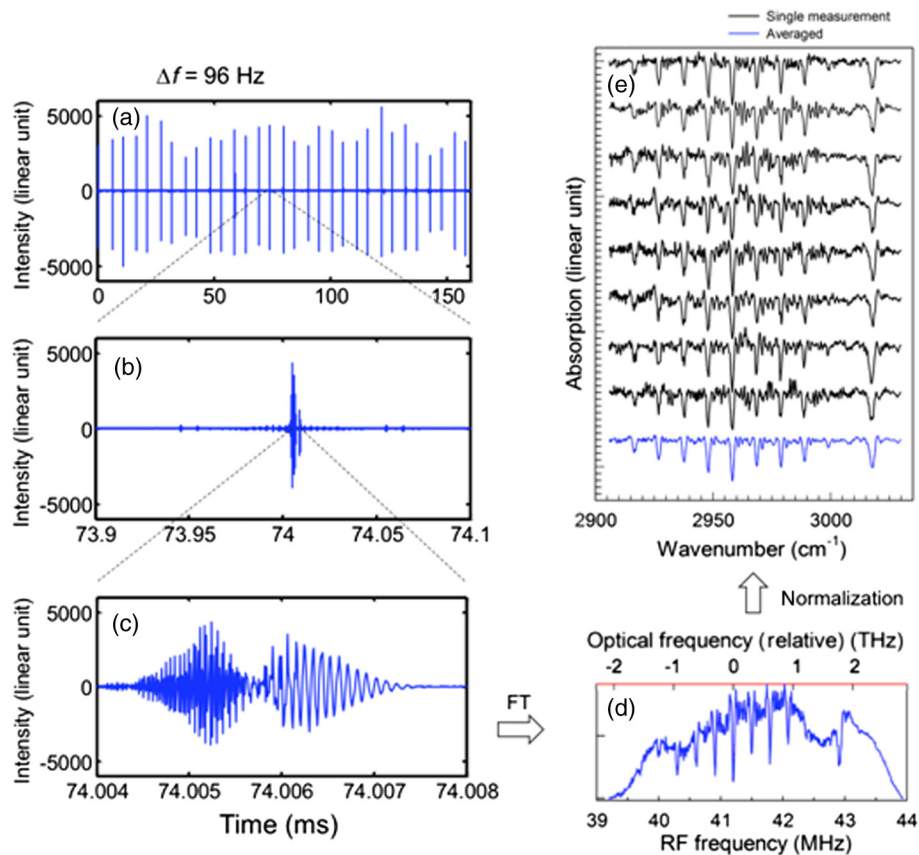 Δf = 96 Hz
(a)
Intensity (linear unit)
5000
0
-5000
0 50 100 150
(b)
Intensity (linear unit)
5000
0
-5000
73.9 73.95 74 74.05 74.1
(c)
Intensity (linear unit)
5000
0
-5000
74.004 74.005 74.006 74.007 74.008
Time (ms)
FT
Single measurement
Averaged
(e)
Absorption (linear unit)
2900 2950 3000
Wavenumber (cm⁻¹)
Normalization
Optical frequency (relative) (THz)
-2 -1 0 1 2
(d)
39 40 41 42 43 44
RF frequency (MHz)